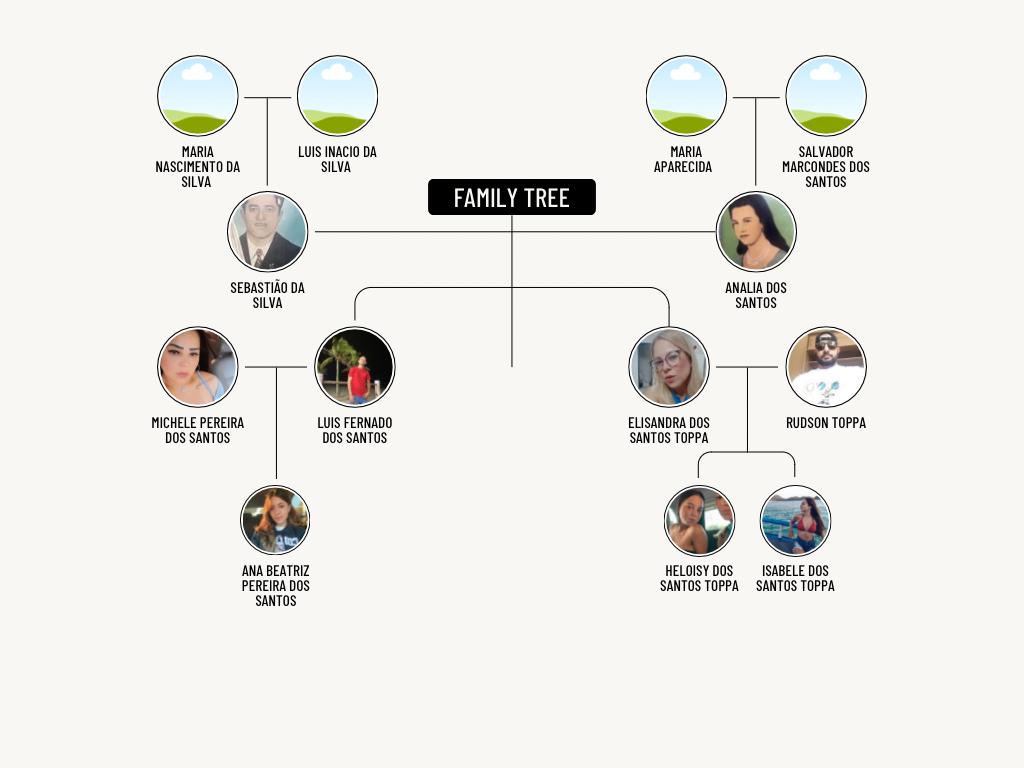 MARIA
NASCIMENTO DA
SILVA
LUIS INACIO DA
SILVA
MARIA
APARECIDA
SALVADOR
MARCONDES DOS
SANTOS
FAMILY TREE
SEBASTIÃO DA
SILVA
ANALIA DOS
SANTOS
MICHELE PEREIRA
DOS SANTOS
LUIS FERNADO
DOS SANTOS
ELISANDRA DOS
SANTOS TOPPA
RUDSON TOPPA
ANA BEATRIZ
PEREIRA DOS
SANTOS
HELOISY DOS
SANTOS TOPPA
ISABELE DOS
SANTOS TOPPA